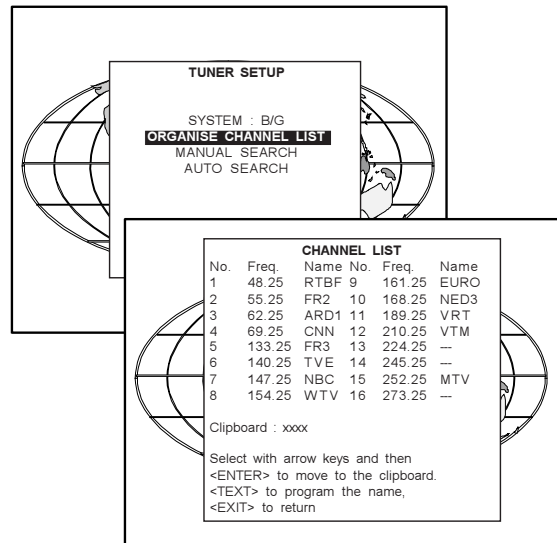 TUNER SETUP
SYSTEM : B/G
ORGANISE CHANNEL LIST
MANUAL SEARCH
AUTO SEARCH
CHANNEL LIST
No. Freq. Name No. Freq. Name
1 48.25 RTBF 9 161.25 EURO
2 55.25 FR2 10 168.25 NED3
3 62.25 ARD1 11 189.25 VRT
4 69.25 CNN 12 210.25 VTM
5 133.25 FR3 13 224.25 ---
6 140.25 TVE 14 245.25 ---
7 147.25 NBC 15 252.25 MTV
8 154.25 WTV 16 273.25 ---
Clipboard : xxxx
Select with arrow keys and then
<ENTER> to move to the clipboard.
<TEXT> to program the name,
<EXIT> to return